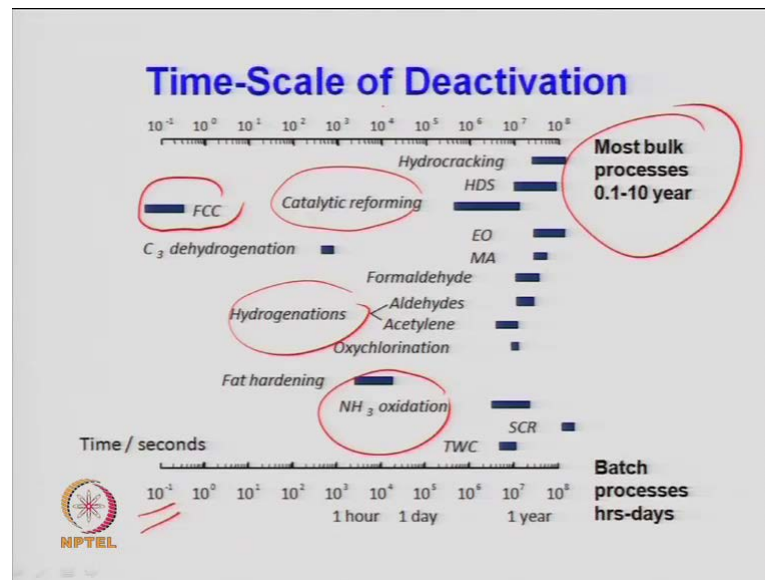 Time-Scale of Deactivation
10⁻¹ 10⁰ 10¹ 10² 10³ 10⁴ 10⁵ 10⁶ 10⁷ 10⁸
Most bulk
processes
0.1-10 year
Hydrocracking
HDS
FCC
Catalytic reforming
EO
C₃ dehydrogenation
MA
Formaldehyde
Hydrogenations
Aldehydes
Acetylene
Oxychlorination
Fat hardening
NH₃ oxidation
SCR
Time / seconds
TWC
Batch
processes
hrs-days
10⁻¹ 10⁰ 10¹ 10² 10³ 10⁴ 10⁵ 10⁶ 10⁷ 10⁸
1 hour 1 day 1 year
NPTEL